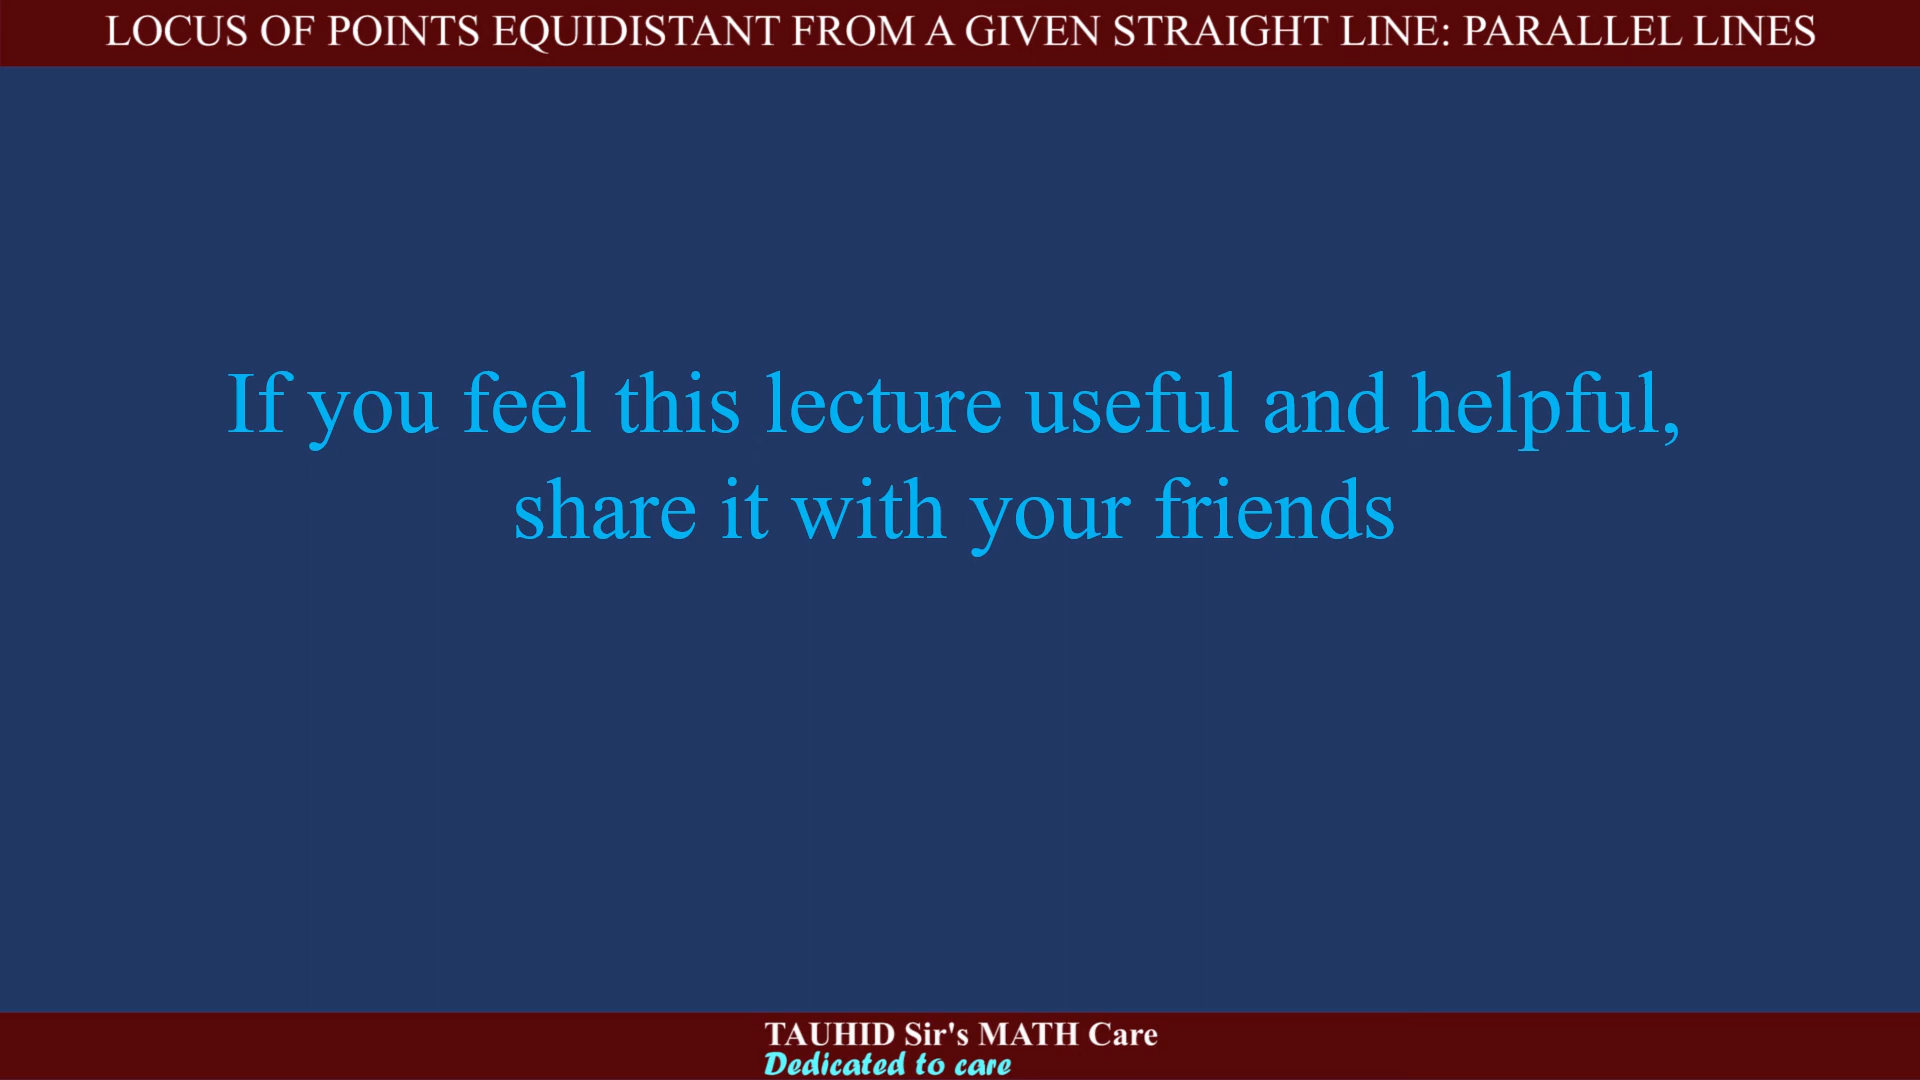 LOCUS OF POINTS EQUIDISTANT FROM A GIVEN STRAIGHT LINE: PARALLEL LINES
If you feel this lecture useful and helpful,
share it with your friends
TAUHID Sir's MATH Care
Dedicated to care